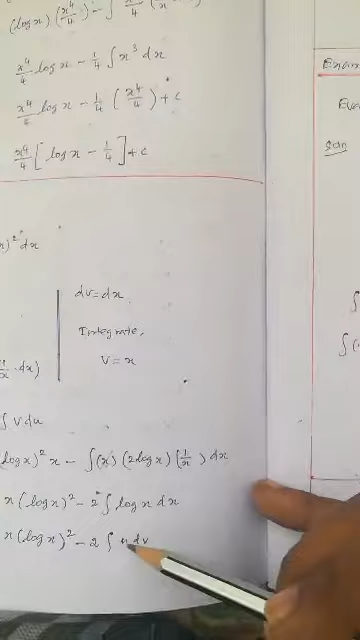 (log x) (x⁴/4) - ∫ x⁴/4
x⁴/4 log x - 1/4 ∫ x³ dx
x⁴/4 log x - 1/4 (x⁴/4) + c
x⁴/4 [log x - 1/4] + c
x)² dx
dv = dx
Integrate,
V = x
/x · dx)
∫ v du
log x)² x - ∫(x) (2 log x) (1/x) dx
x (log x)² - 2 ∫ log x dx
x (log x)² - 2 ∫ u dv
Exam
Eva
Soln
∫
∫(